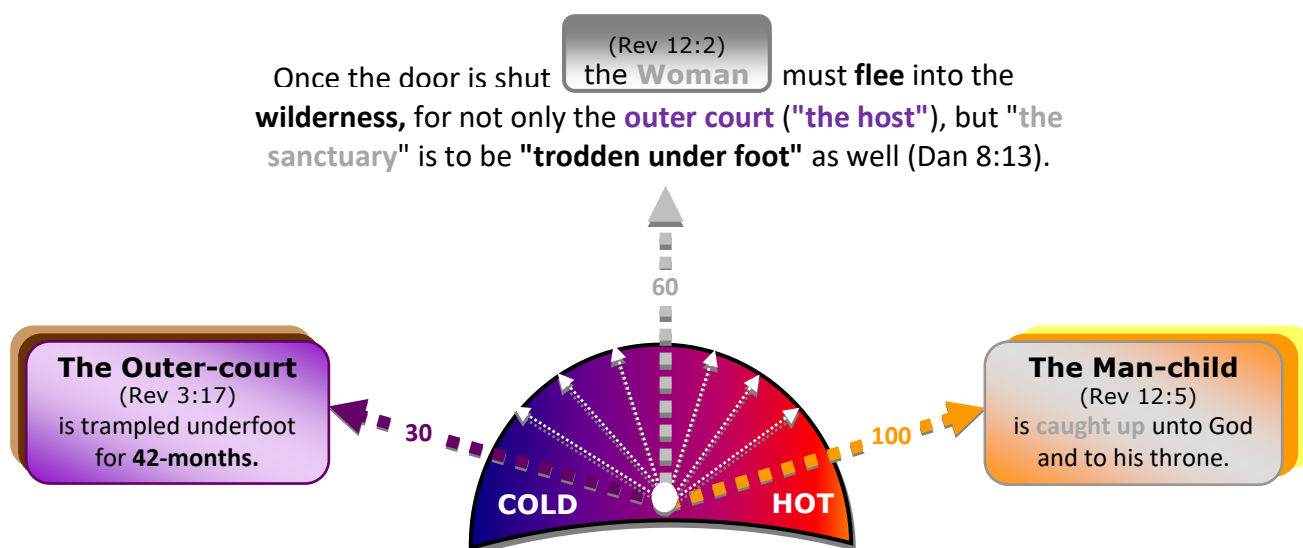 (Rev 12:2)
Once the door is shut the Woman must flee into the
wilderness, for not only the outer court ("the host"), but "the
sanctuary" is to be "trodden under foot" as well (Dan 8:13).
60
The Outer-court
(Rev 3:17)
is trampled underfoot
for 42-months.
30
100
The Man-child
(Rev 12:5)
is caught up unto God
and to his throne.
COLD
HOT